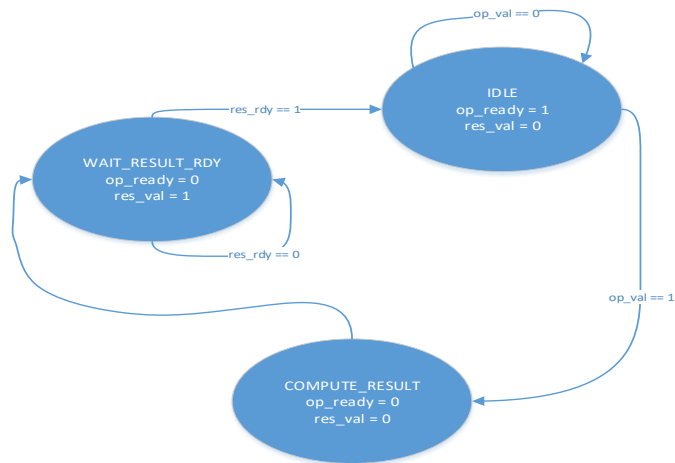 op_val == 0
IDLE
op_ready = 1
res_val = 0
res_rdy == 1
WAIT_RESULT_RDY
op_ready = 0
res_val = 1
res_rdy == 0
op_val == 1
COMPUTE_RESULT
op_ready = 0
res_val = 0